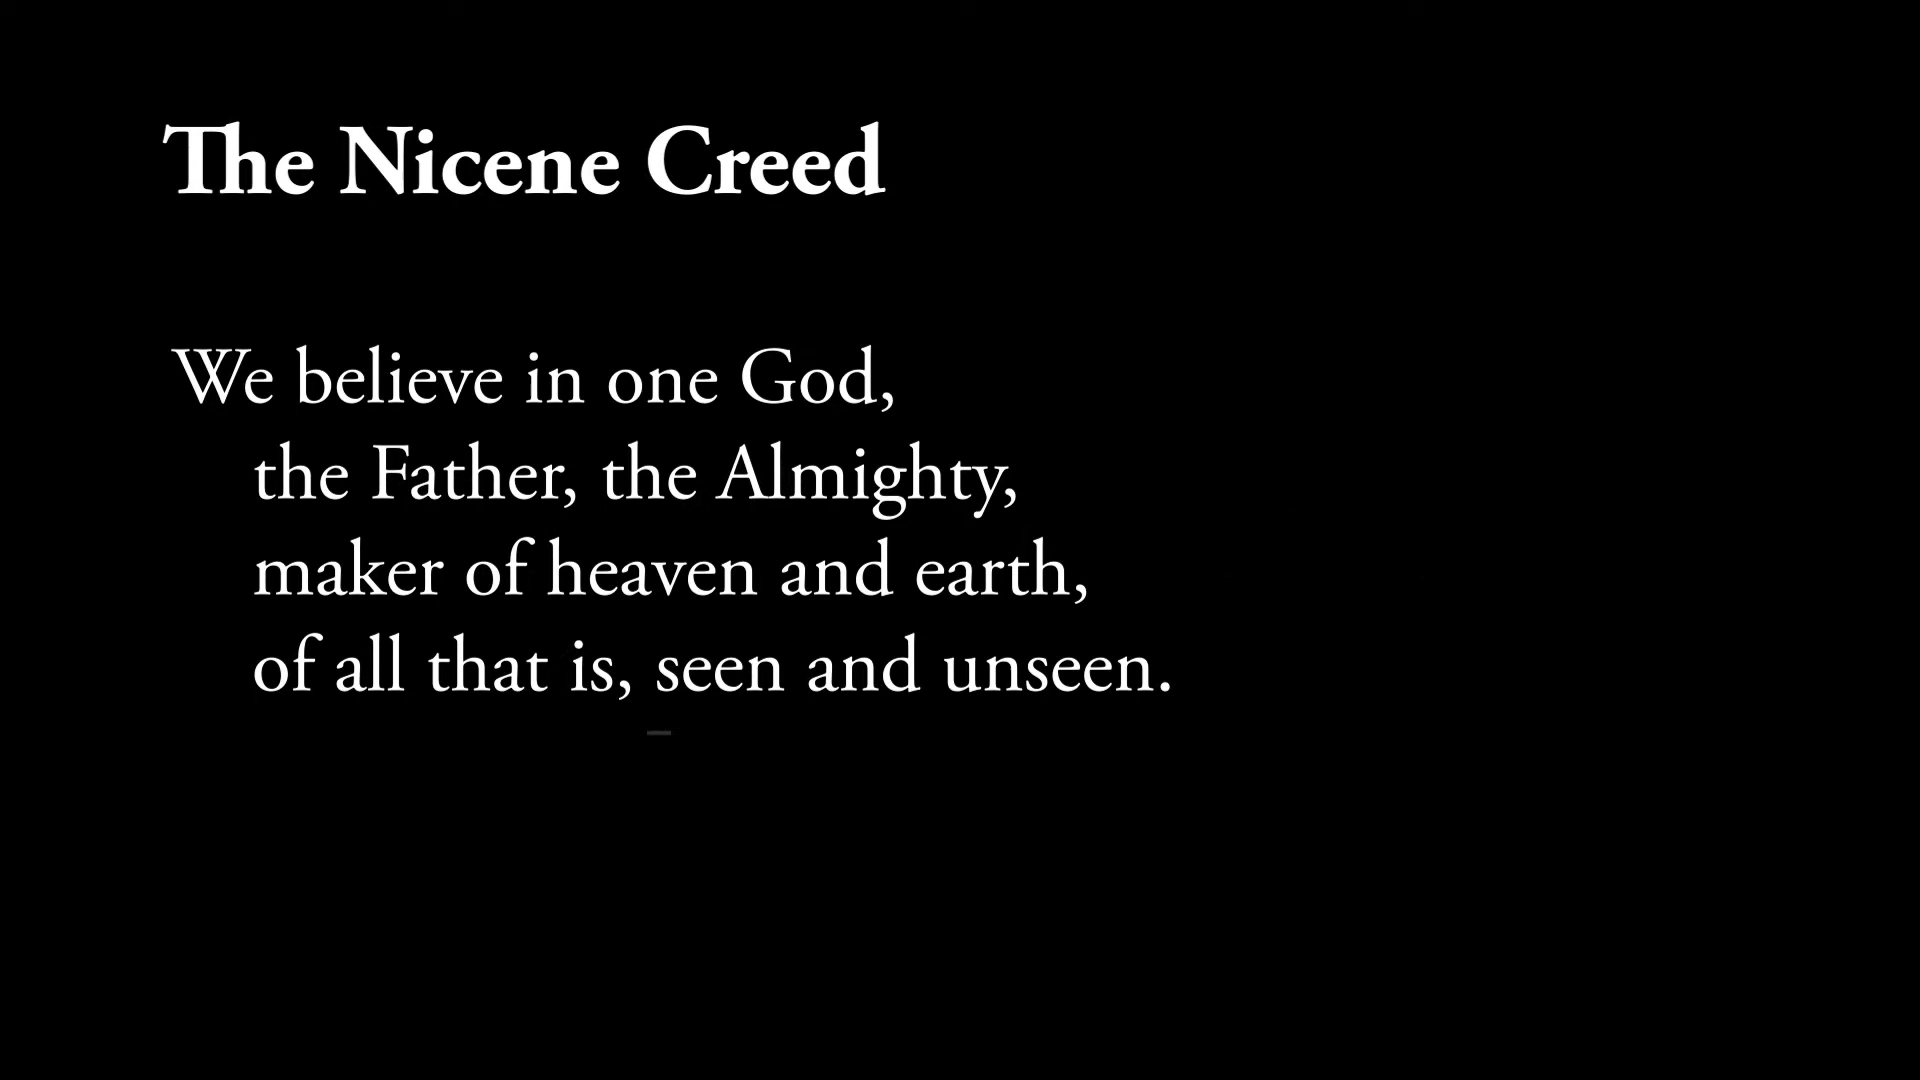 The Nicene Creed
We believe in one God,
the Father, the Almighty,
maker of heaven and earth,
of all that is, seen and unseen.